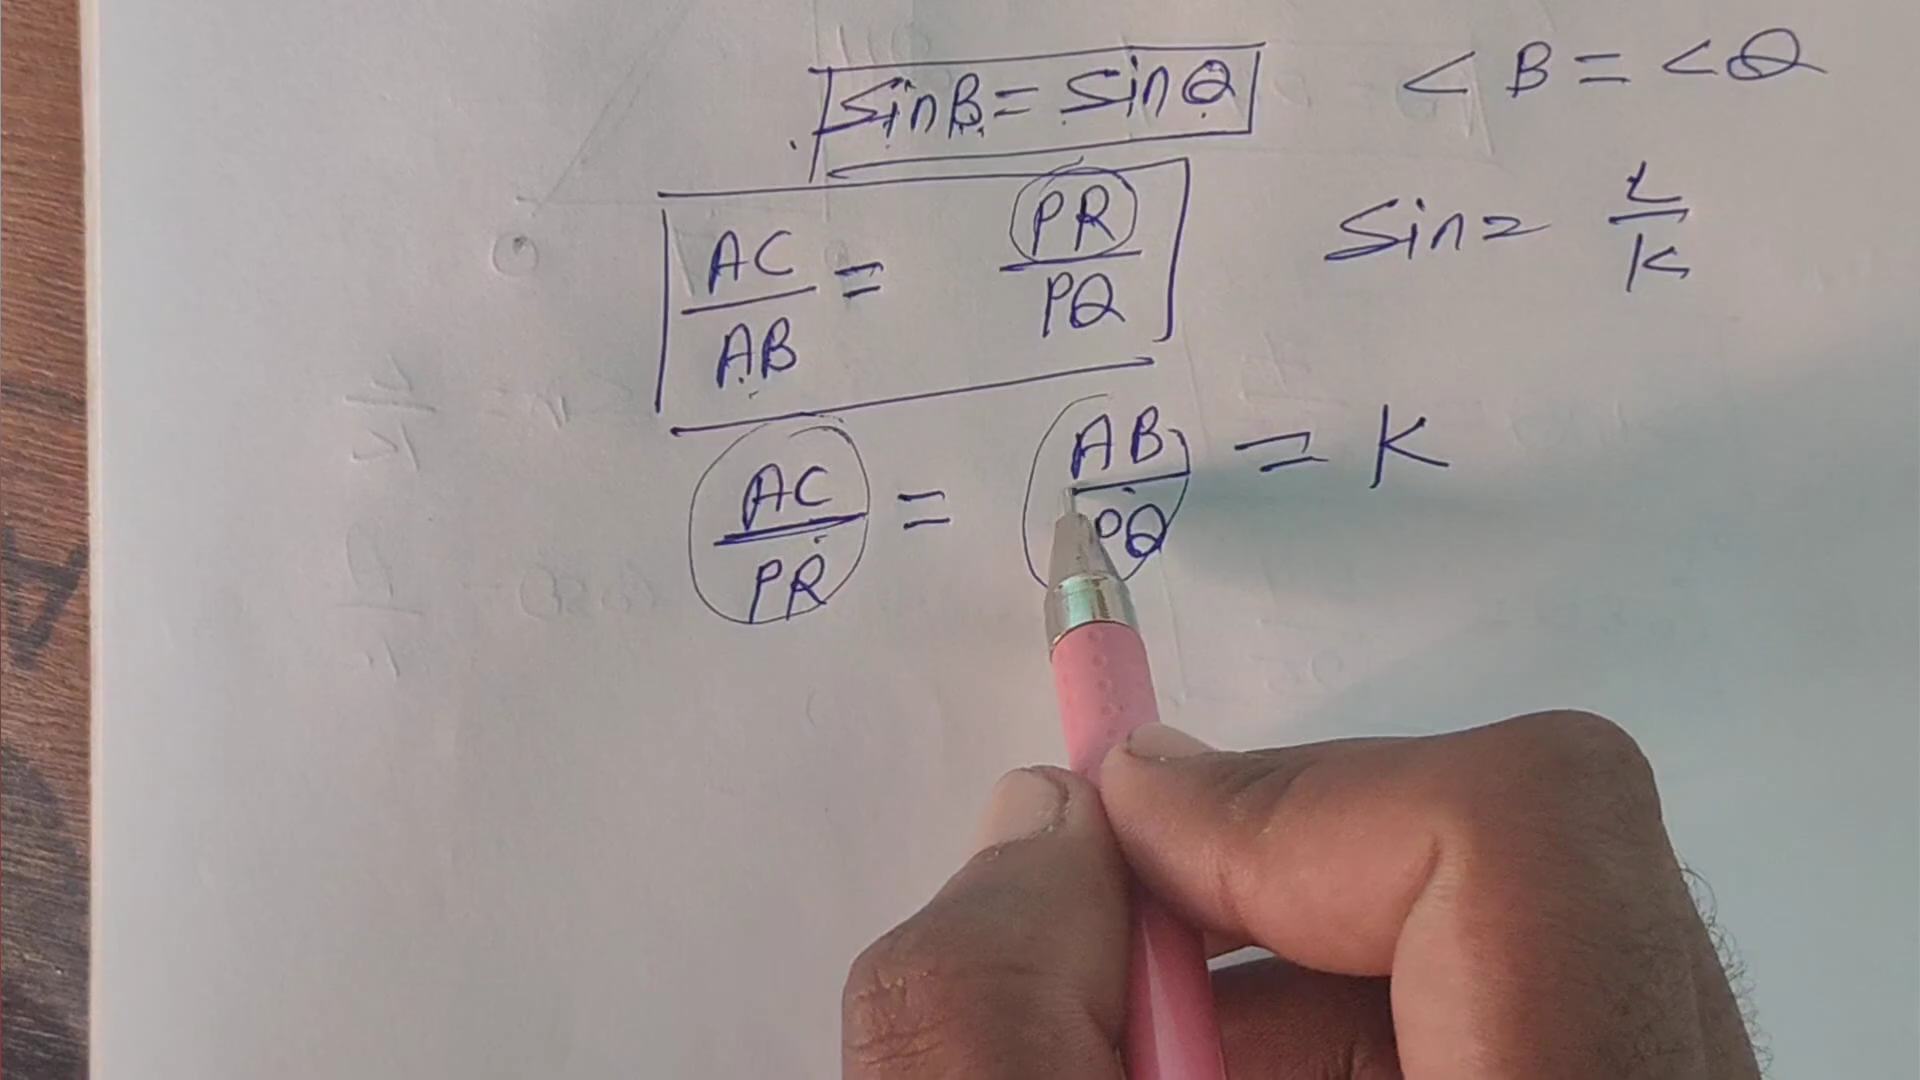 sinB = sinQ < B = < Q
AC/AB = PR/PQ sin = L/K
AC/PR = AB/PQ = K